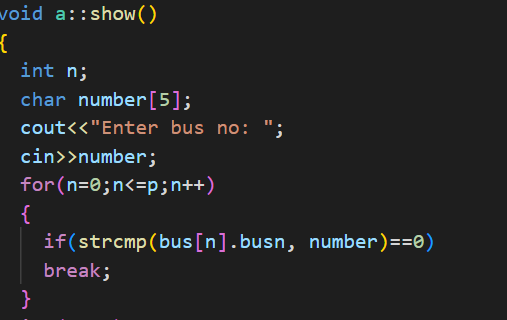 void a::show()
{
int n;
char number[5];
cout<<"Enter bus no: ";
cin>>number;
for(n=0;n<=p;n++)
{
if(strcmp(bus[n].busn, number)==0)
break;
}